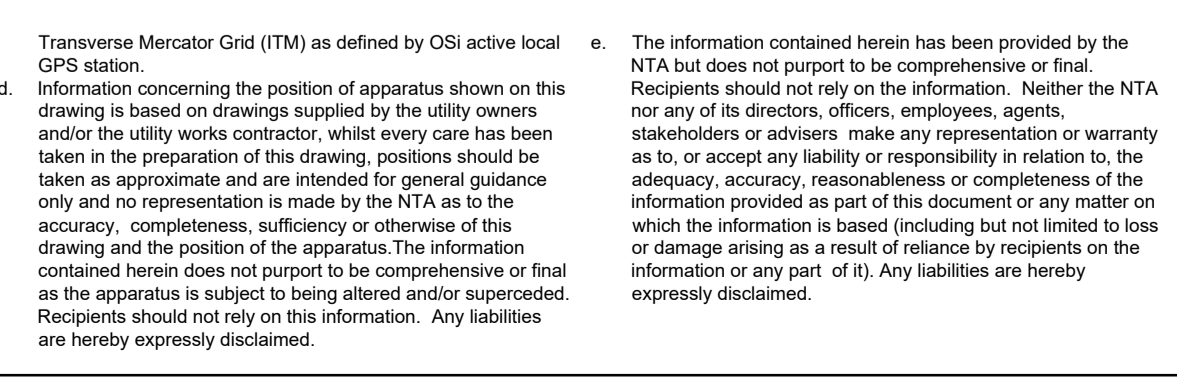 Transverse Mercator Grid (ITM) as defined by OSi active local
GPS station.
d. Information concerning the position of apparatus shown on this
drawing is based on drawings supplied by the utility owners
and/or the utility works contractor, whilst every care has been
taken in the preparation of this drawing, positions should be
taken as approximate and are intended for general guidance
only and no representation is made by the NTA as to the
accuracy,  completeness, sufficiency or otherwise of this
drawing and the position of the apparatus.The information
contained herein does not purport to be comprehensive or final
as the apparatus is subject to being altered and/or superceded.
Recipients should not rely on this information.  Any liabilities
are hereby expressly disclaimed.
e. The information contained herein has been provided by the
NTA but does not purport to be comprehensive or final.
Recipients should not rely on the information.  Neither the NTA
nor any of its directors, officers, employees, agents,
stakeholders or advisers  make any representation or warranty
as to, or accept any liability or responsibility in relation to, the
adequacy, accuracy, reasonableness or completeness of the
information provided as part of this document or any matter on
which the information is based (including but not limited to loss
or damage arising as a result of reliance by recipients on the
information or any part  of it). Any liabilities are hereby
expressly disclaimed.